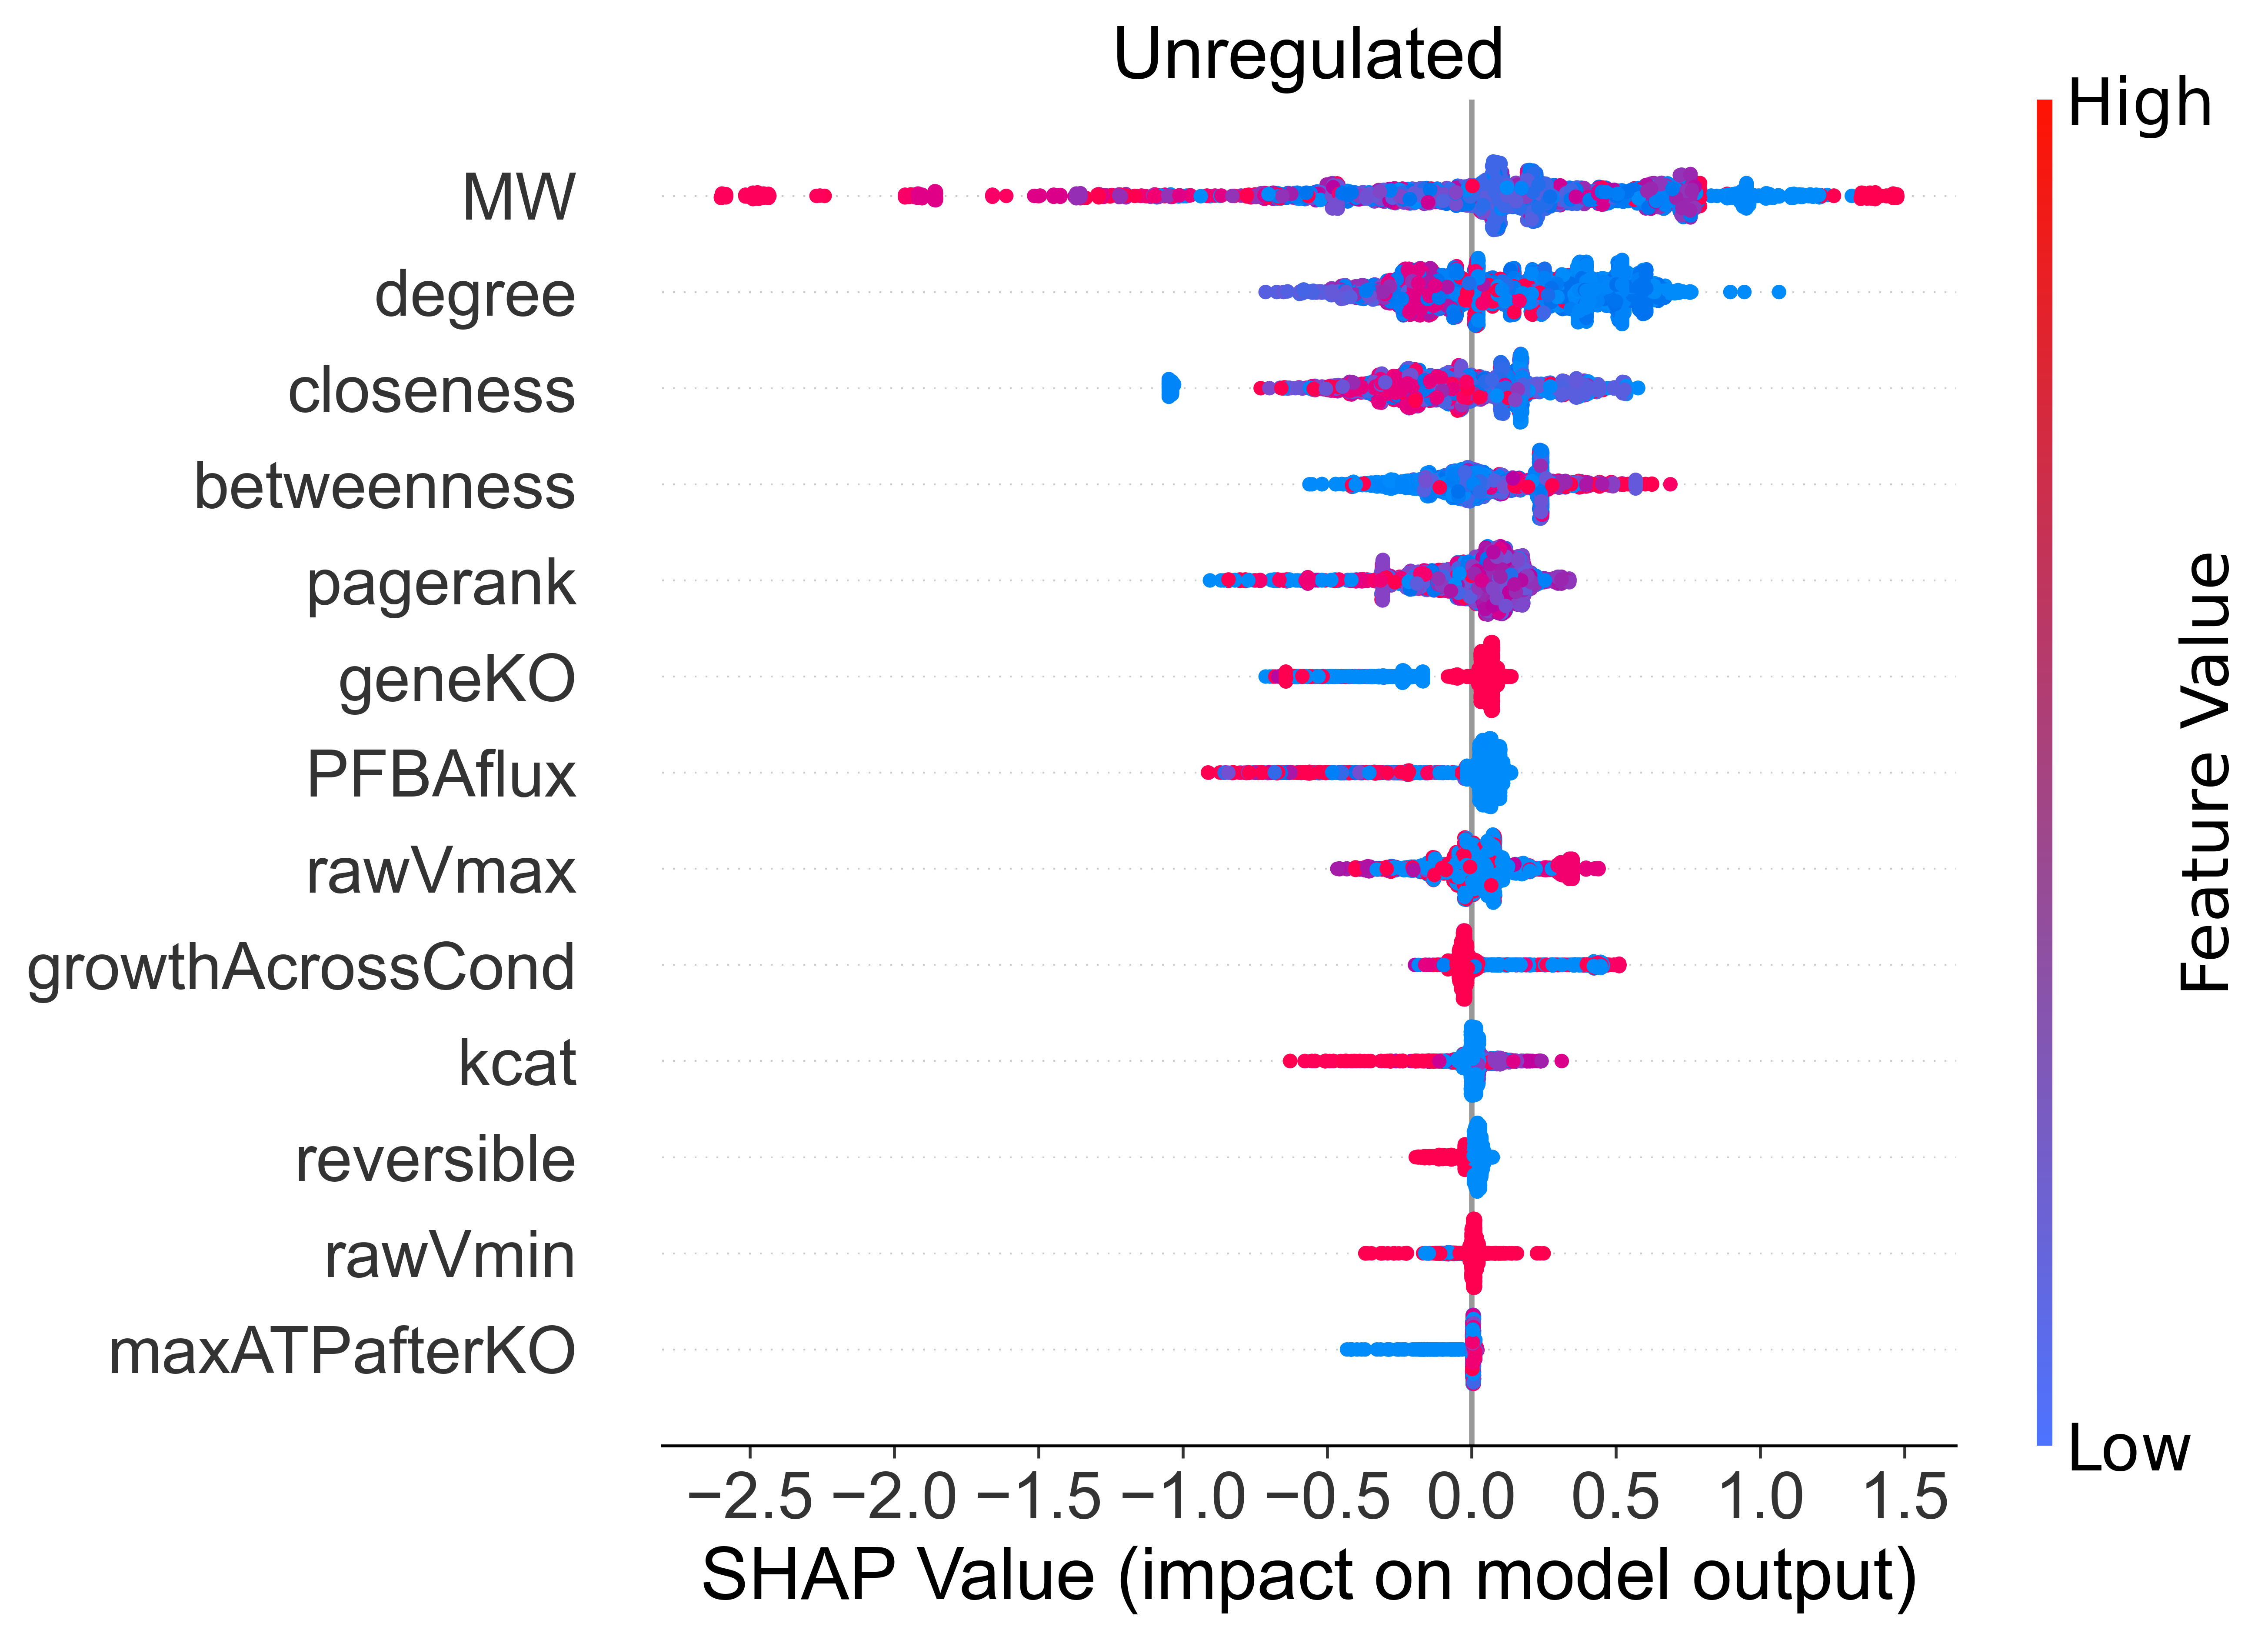 Unregulated
High
MW
degree
closeness
betweenness
pagerank
geneKO
PFBAflux
rawVmax
growthAcrossCond
kcat
reversible
rawVmin
maxATPafterKO
Feature Value
Low
−2.5 −2.0 −1.5 −1.0 −0.5 0.0 0.5 1.0 1.5
SHAP Value (impact on model output)